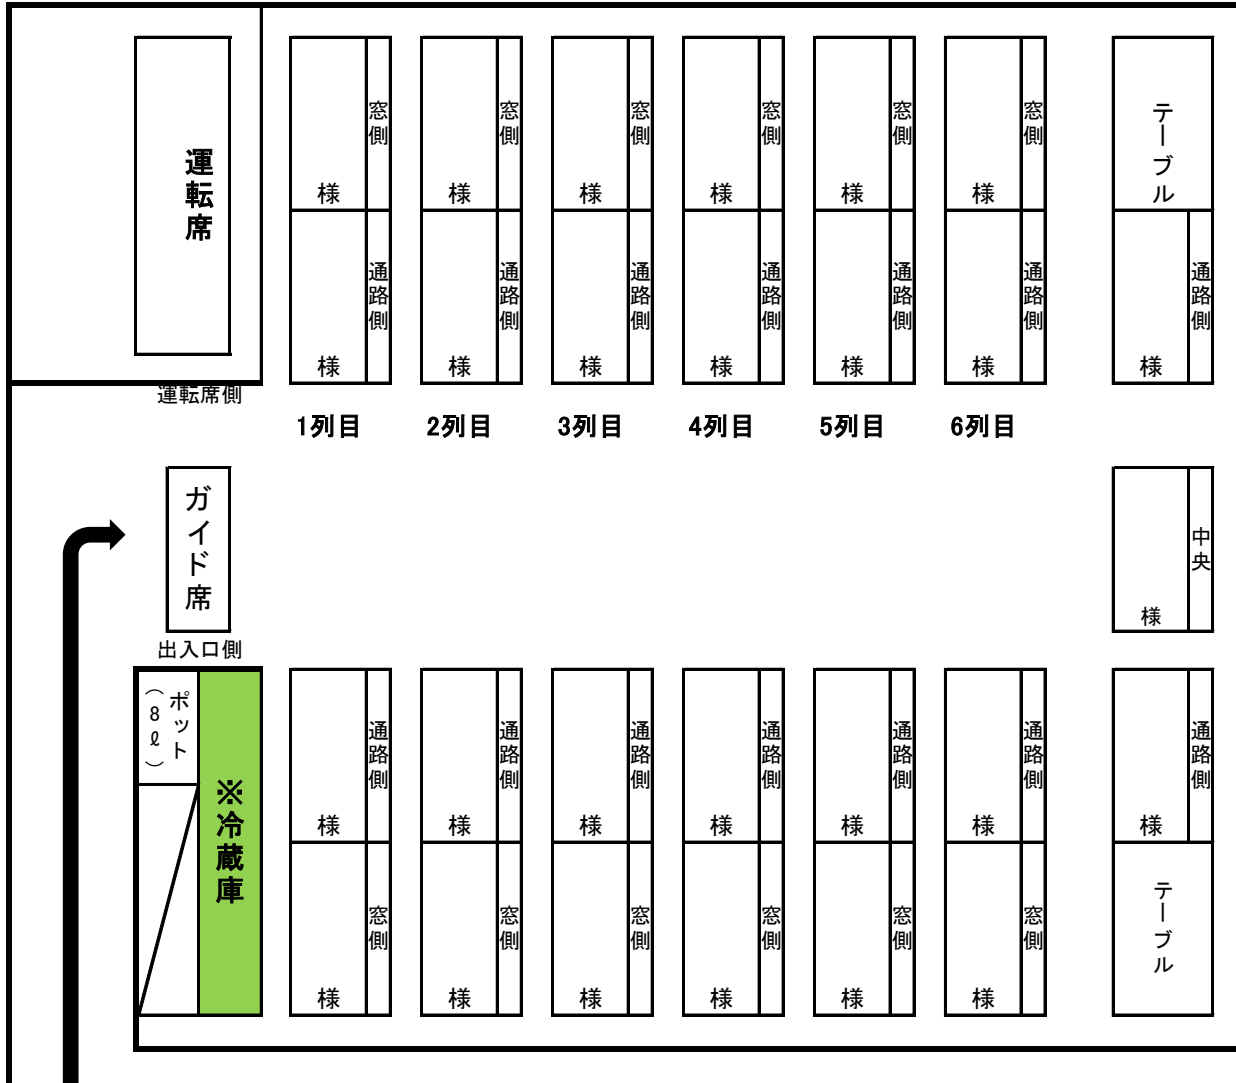 運転席
運転席側
窓側
様
窓側
様
窓側
様
窓側
様
窓側
様
窓側
様
テーブル
通路側
様
通路側
様
通路側
様
通路側
様
通路側
様
通路側
様
通路側
様
1列目
2列目
3列目
4列目
5列目
6列目
ガイド席
出入口側
中央
様
ポット
(8ℓ)
※冷蔵庫
通路側
様
通路側
様
通路側
様
通路側
様
通路側
様
通路側
様
通路側
様
窓側
様
窓側
様
窓側
様
窓側
様
窓側
様
窓側
様
テーブル